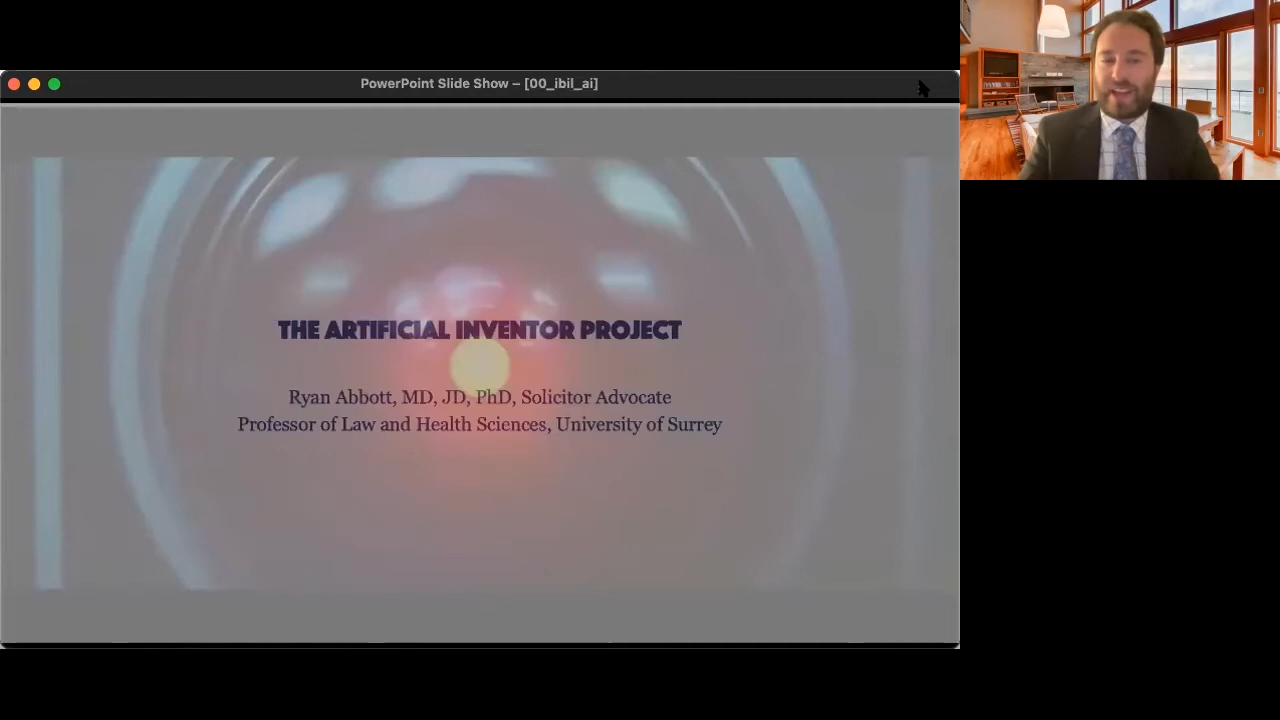 PowerPoint Slide Show – [00_ibil_ai]
THE ARTIFICIAL INVENTOR PROJECT
Ryan Abbott, MD, JD, PhD, Solicitor Advocate
Professor of Law and Health Sciences, University of Surrey